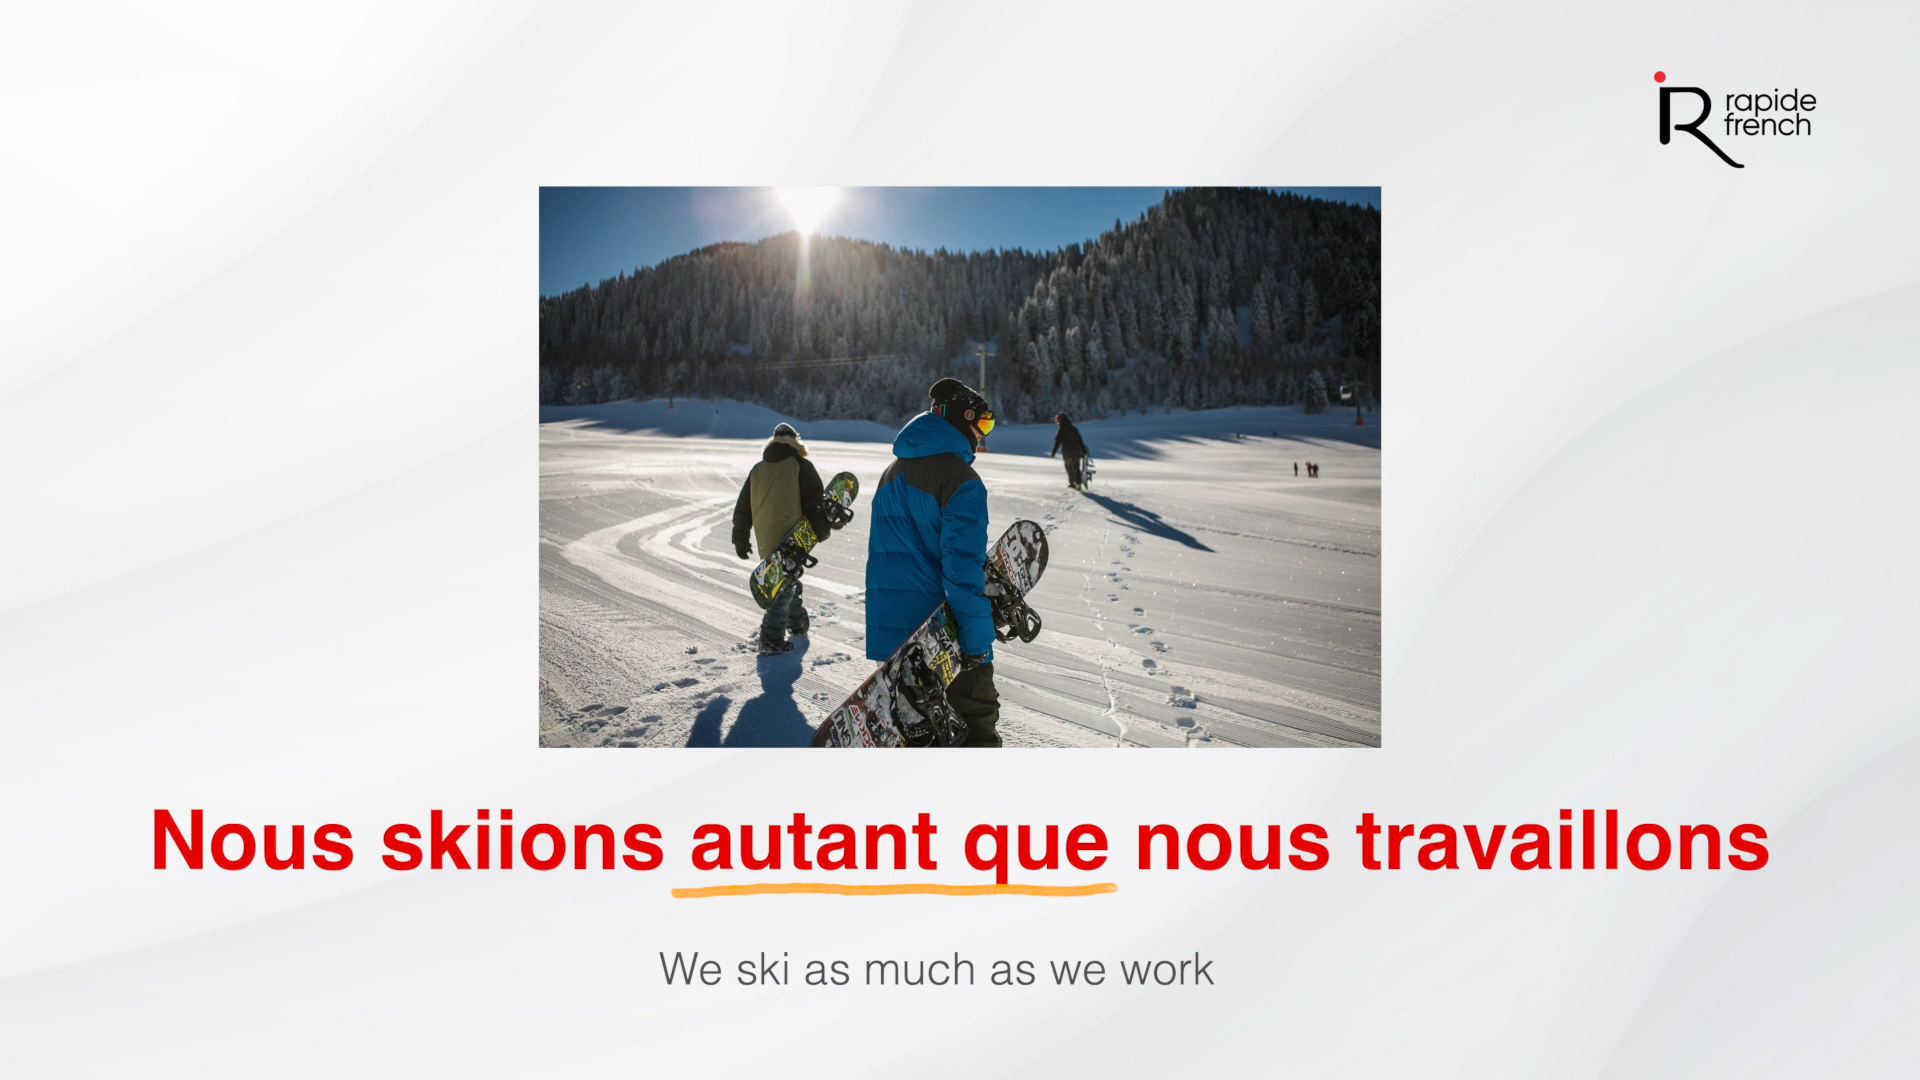 rapide
french
Nous skiions autant que nous travaillons
We ski as much as we work